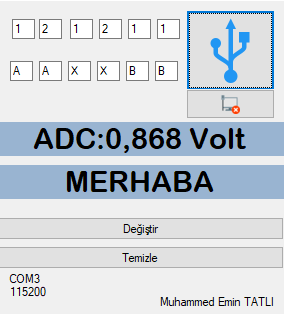 1 2 1 2 1 1
A A X X B B
ADC:0,868 Volt
MERHABA
Değiştir
Temizle
COM3
115200
Muhammed Emin TATLI